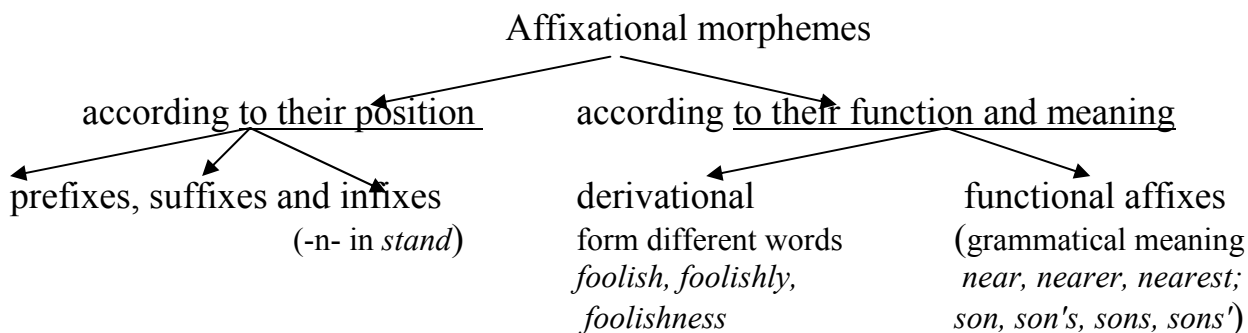 Affixational morphemes
according to their position according to their function and meaning
prefixes, suffixes and infixes derivational functional affixes
(-n- in stand) form different words (grammatical meaning
foolish, foolishly, near, nearer, nearest;
foolishness son, son's, sons, sons')